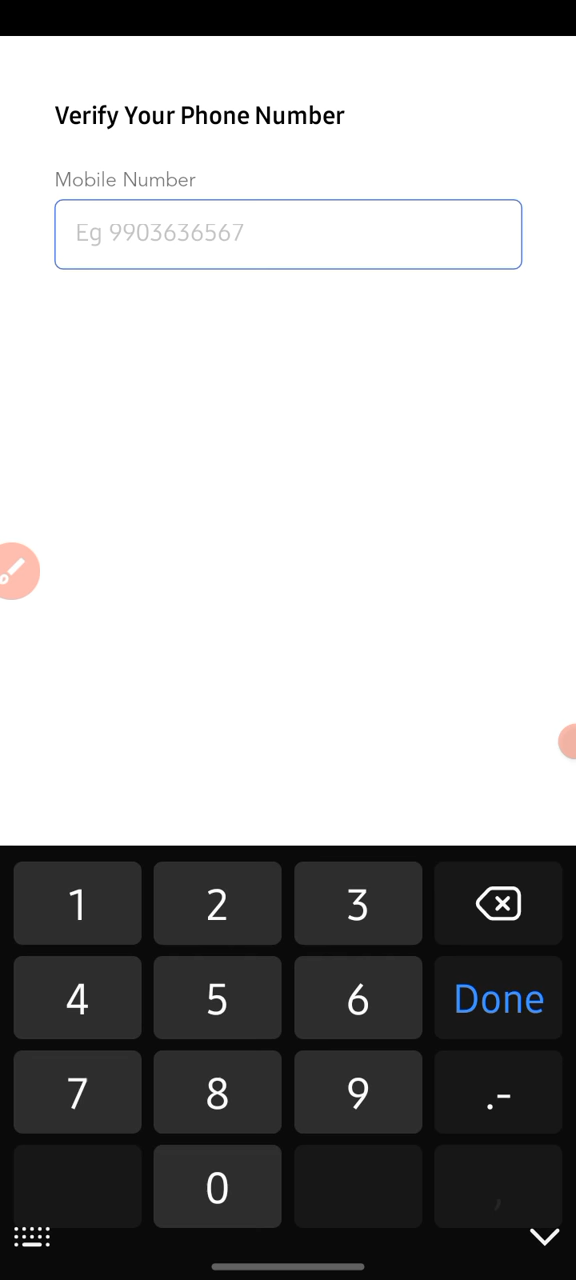 Verify Your Phone Number
Mobile Number
Eg 9903636567
1 2 3
4 5 6 Done
7 8 9 .-
0 ,